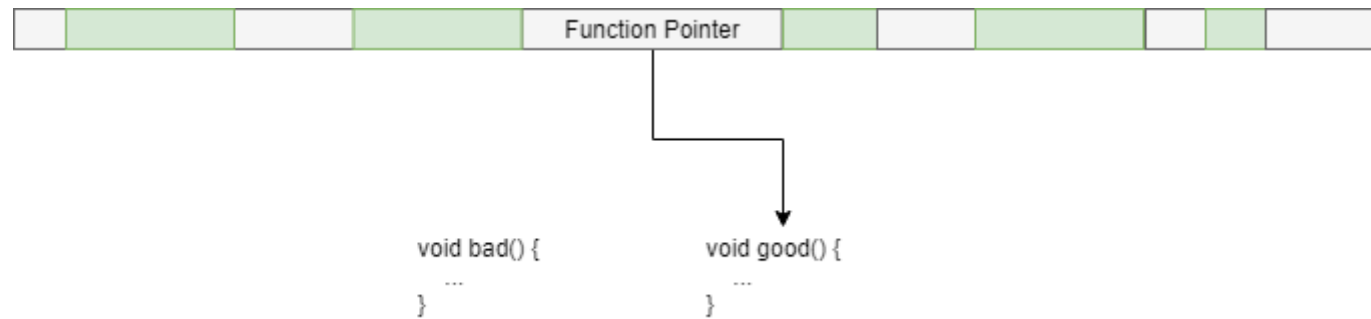 Function Pointer
void bad() {
...
}
void good() {
...
}